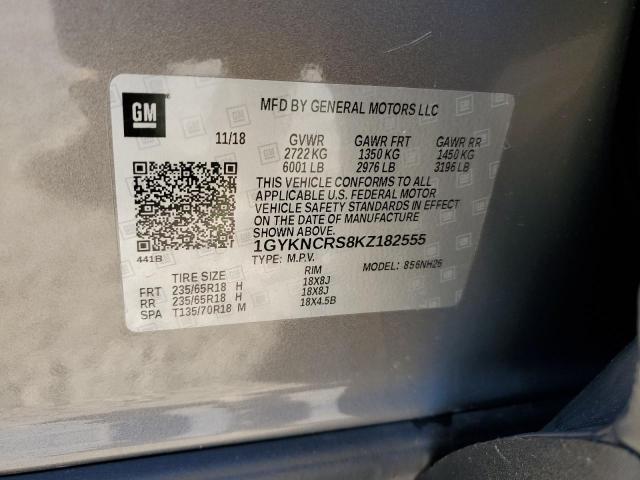 GM
MFD BY GENERAL MOTORS LLC
11/18 GVWR GAWR FRT GAWR RR
2722 KG 1350 KG 1450 KG
6001 LB 2976 LB 3196 LB
THIS VEHICLE CONFORMS TO ALL
APPLICABLE U.S. FEDERAL MOTOR
VEHICLE SAFETY STANDARDS IN EFFECT
ON THE DATE OF MANUFACTURE
SHOWN ABOVE.
1GYKNCRS8KZ182555
441B
TYPE: M.P.V. MODEL: 856NH26
TIRE SIZE RIM
FRT 235/65R18 H 18X8J
RR 235/65R18 H 18X8J
SPA T135/70R18 M 18X4.5B